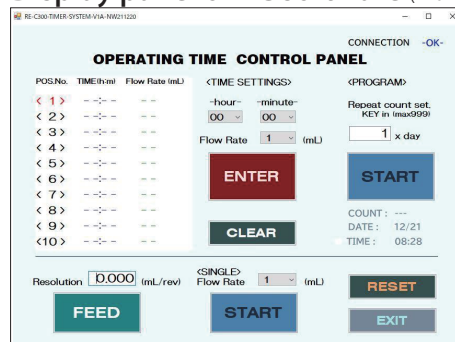 RE-C300-TIMER-SYSTEM-V1A-NW211220
CONNECTION -OK-
OPERATING TIME CONTROL PANEL
POS.No. TIME(h:m) Flow Rate (mL)
< 1 > --:-- --
< 2 > --:-- --
< 3 > --:-- --
< 4 > --:-- --
< 5 > --:-- --
< 6 > --:-- --
< 7 > --:-- --
< 8 > --:-- --
< 9 > --:-- --
<10 > --:-- --
<TIME SETTINGS>
-hour- -minute-
00 00
Flow Rate 1 (mL)
ENTER
CLEAR
<PROGRAM>
Repeat count set.
KEY in (max999)
1 x day
START
COUNT : ---
DATE : 12/21
TIME : 08:28
Resolution 0.000 (mL/rev)
FEED
<SINGLE>
Flow Rate 1 (mL)
START
RESET
EXIT